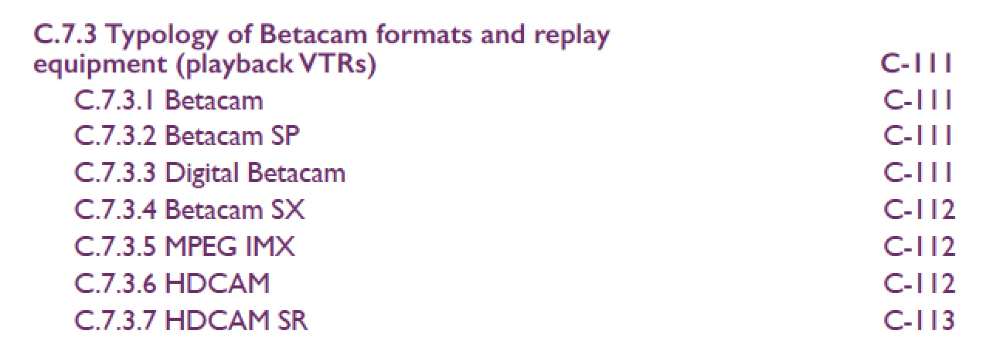 C.7.3 Typology of Betacam formats and replay
equipment (playback VTRs) C-111
C.7.3.1 Betacam C-111
C.7.3.2 Betacam SP C-111
C.7.3.3 Digital Betacam C-111
C.7.3.4 Betacam SX C-112
C.7.3.5 MPEG IMX C-112
C.7.3.6 HDCAM C-112
C.7.3.7 HDCAM SR C-113